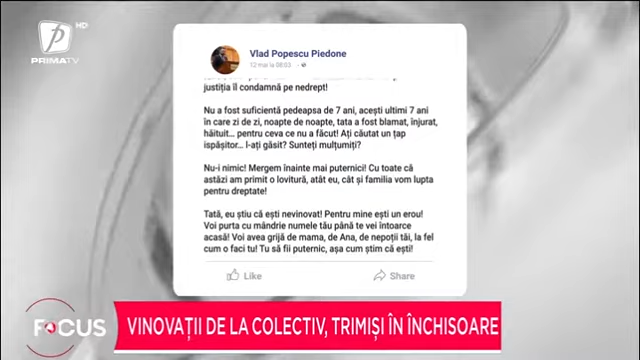 HD
PRIMA TV
Vlad Popescu Piedone
12 mai la 08:03
justiția îl condamnă pe nedrept!
Nu a fost suficientă pedeapsa de 7 ani, acești ultimi 7 ani
în care zi de zi, noapte de noapte, tata a fost blamat, înjurat,
hăituit... pentru ceva ce nu a făcut! Ați căutat un țap
ispășitor... l-ați găsit? Sunteți mulțumiți?
Nu-i nimic! Mergem înainte mai puternici! Cu toate că
astăzi am primit o lovitură, atât eu, cât și familia vom lupta
pentru dreptate!
Tată, eu știu că ești nevinovat! Pentru mine ești un erou!
Voi purta cu mândrie numele tău până te vei întoarce
acasă! Voi avea grijă de mama, de Ana, de nepoții tăi, la fel
cum o faci tu! Tu să fii puternic, așa cum știm că ești!
Like
Share
FOCUS
VINOVAȚII DE LA COLECTIV, TRIMIȘI ÎN ÎNCHISOARE